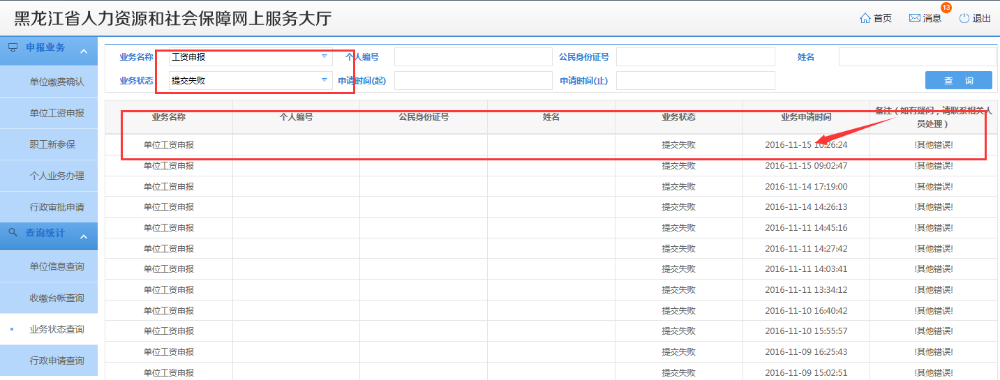 黑龙江省人力资源和社会保障网上服务大厅
首页 消息 13 退出
申报业务
单位缴费确认
单位工资申报
职工新参保
个人业务办理
行政审批申请
查询统计
单位信息查询
收缴台帐查询
业务状态查询
行政申请查询
业务名称 工资申报 个人编号 公民身份证号 姓名
业务状态 提交失败 申请时间(起) 申请时间(止) 查 询
业务名称 个人编号 公民身份证号 姓名 业务状态 业务申请时间 备注（如有疑问，请联系相关人员处理）
单位工资申报 提交失败 2016-11-15 10:26:24 !其他错误!
单位工资申报 提交失败 2016-11-15 09:02:47 !其他错误!
单位工资申报 提交失败 2016-11-14 17:19:00 !其他错误!
单位工资申报 提交失败 2016-11-14 14:26:13 !其他错误!
单位工资申报 提交失败 2016-11-11 14:45:16 !其他错误!
单位工资申报 提交失败 2016-11-11 14:27:42 !其他错误!
单位工资申报 提交失败 2016-11-11 14:03:41 !其他错误!
单位工资申报 提交失败 2016-11-11 13:34:12 !其他错误!
单位工资申报 提交失败 2016-11-10 16:40:42 !其他错误!
单位工资申报 提交失败 2016-11-10 15:55:57 !其他错误!
单位工资申报 提交失败 2016-11-09 16:25:43 !其他错误!
单位工资申报 提交失败 2016-11-09 15:02:51 !其他错误!